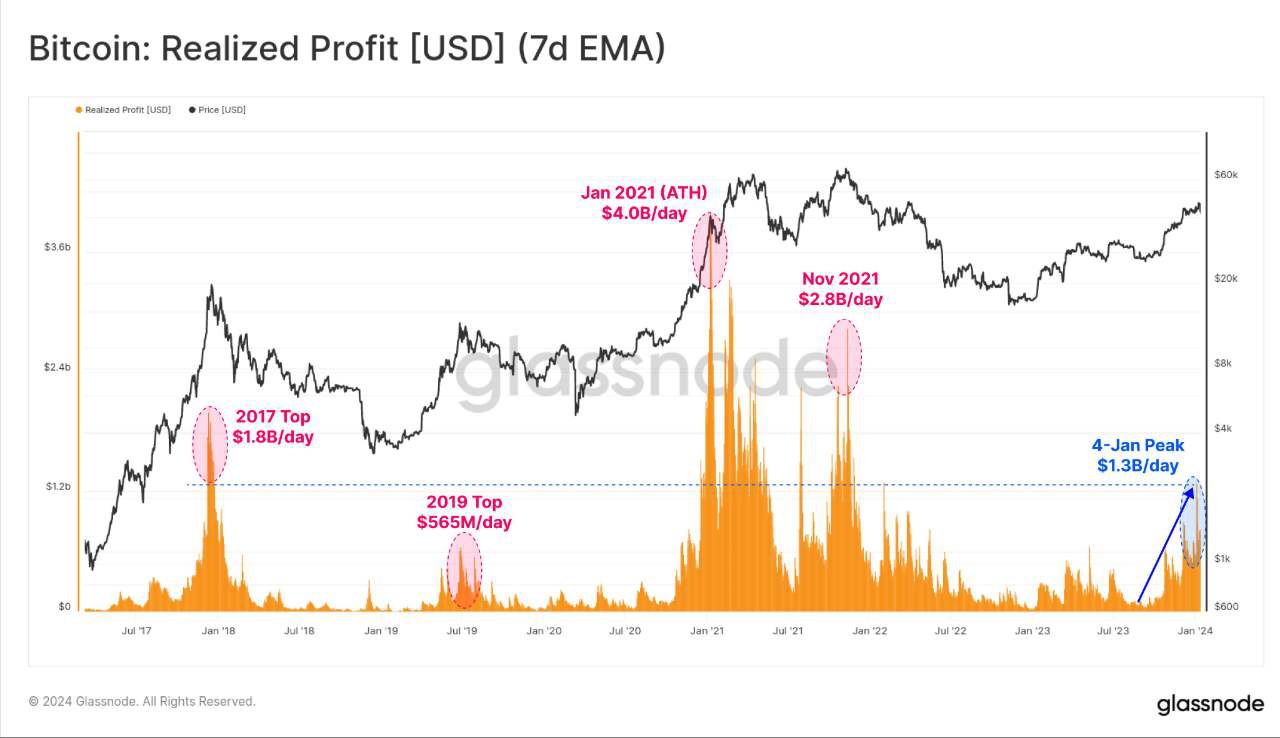 Bitcoin: Realized Profit [USD] (7d EMA)
Realized Profit [USD] Price [USD]
Jan 2021 (ATH)
$4.0B/day
Nov 2021
$2.8B/day
2017 Top
$1.8B/day
2019 Top
$565M/day
4-Jan Peak
$1.3B/day
glassnode
$3.6b
$2.4b
$1.2b
$0
$60k
$20k
$8k
$4k
$1k
$600
Jul '17 Jan '18 Jul '18 Jan '19 Jul '19 Jan '20 Jul '20 Jan '21 Jul '21 Jan '22 Jul '22 Jan '23 Jul '23 Jan '24
© 2024 Glassnode. All Rights Reserved.
glassnode